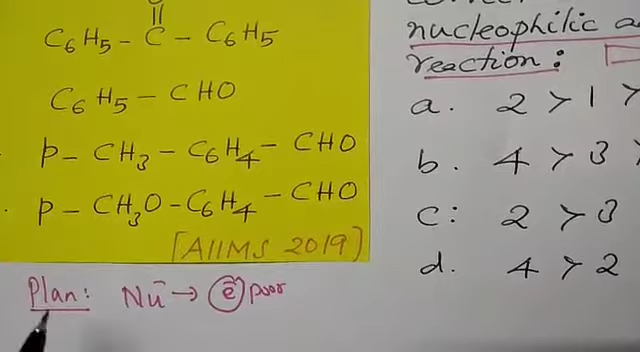 O
||
C6H5 - C - C6H5
C6H5 - CHO
p - CH3 - C6H4 - CHO
p - CH3O - C6H4 - CHO
[AIIMS 2019]
Plan: Nu⁻ → e⁻ poor
nucleophilic a
reaction:
a. 2 > 1 >
b. 4 > 3 >
c: 2 > 3
d. 4 > 2